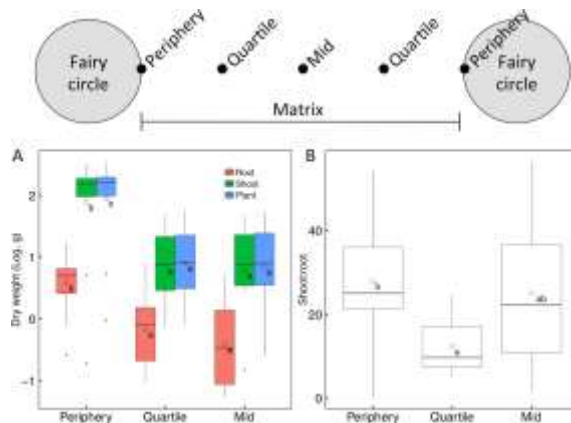 Periphery
Quartile
Mid
Quartile
Periphery
Fairy
circle
Fairy
circle
Matrix
A
Dry weight (Log, g)
2
1
0
−1
Root
Shoot
Plant
Periphery
Quartile
Mid
B
Shoot:root
40
20
0
ab
Periphery
Quartile
Mid